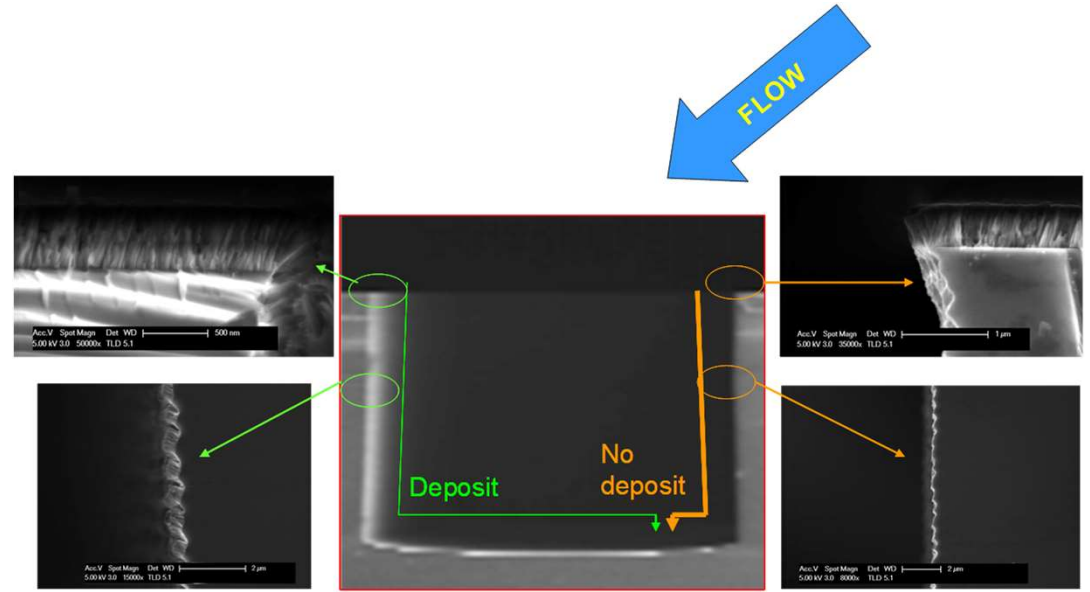 FLOW
Acc.V Spot Magn Det WD 500 nm
5.00 kV 3.0 50000x TLD 5.1
Acc.V Spot Magn Det WD 1 µm
5.00 kV 3.0 35000x TLD 5.1
Deposit
No
deposit
Acc.V Spot Magn Det WD 2 µm
5.00 kV 3.0 15000x TLD 5.1
Acc.V Spot Magn Det WD 2 µm
5.00 kV 3.0 8000x TLD 5.1